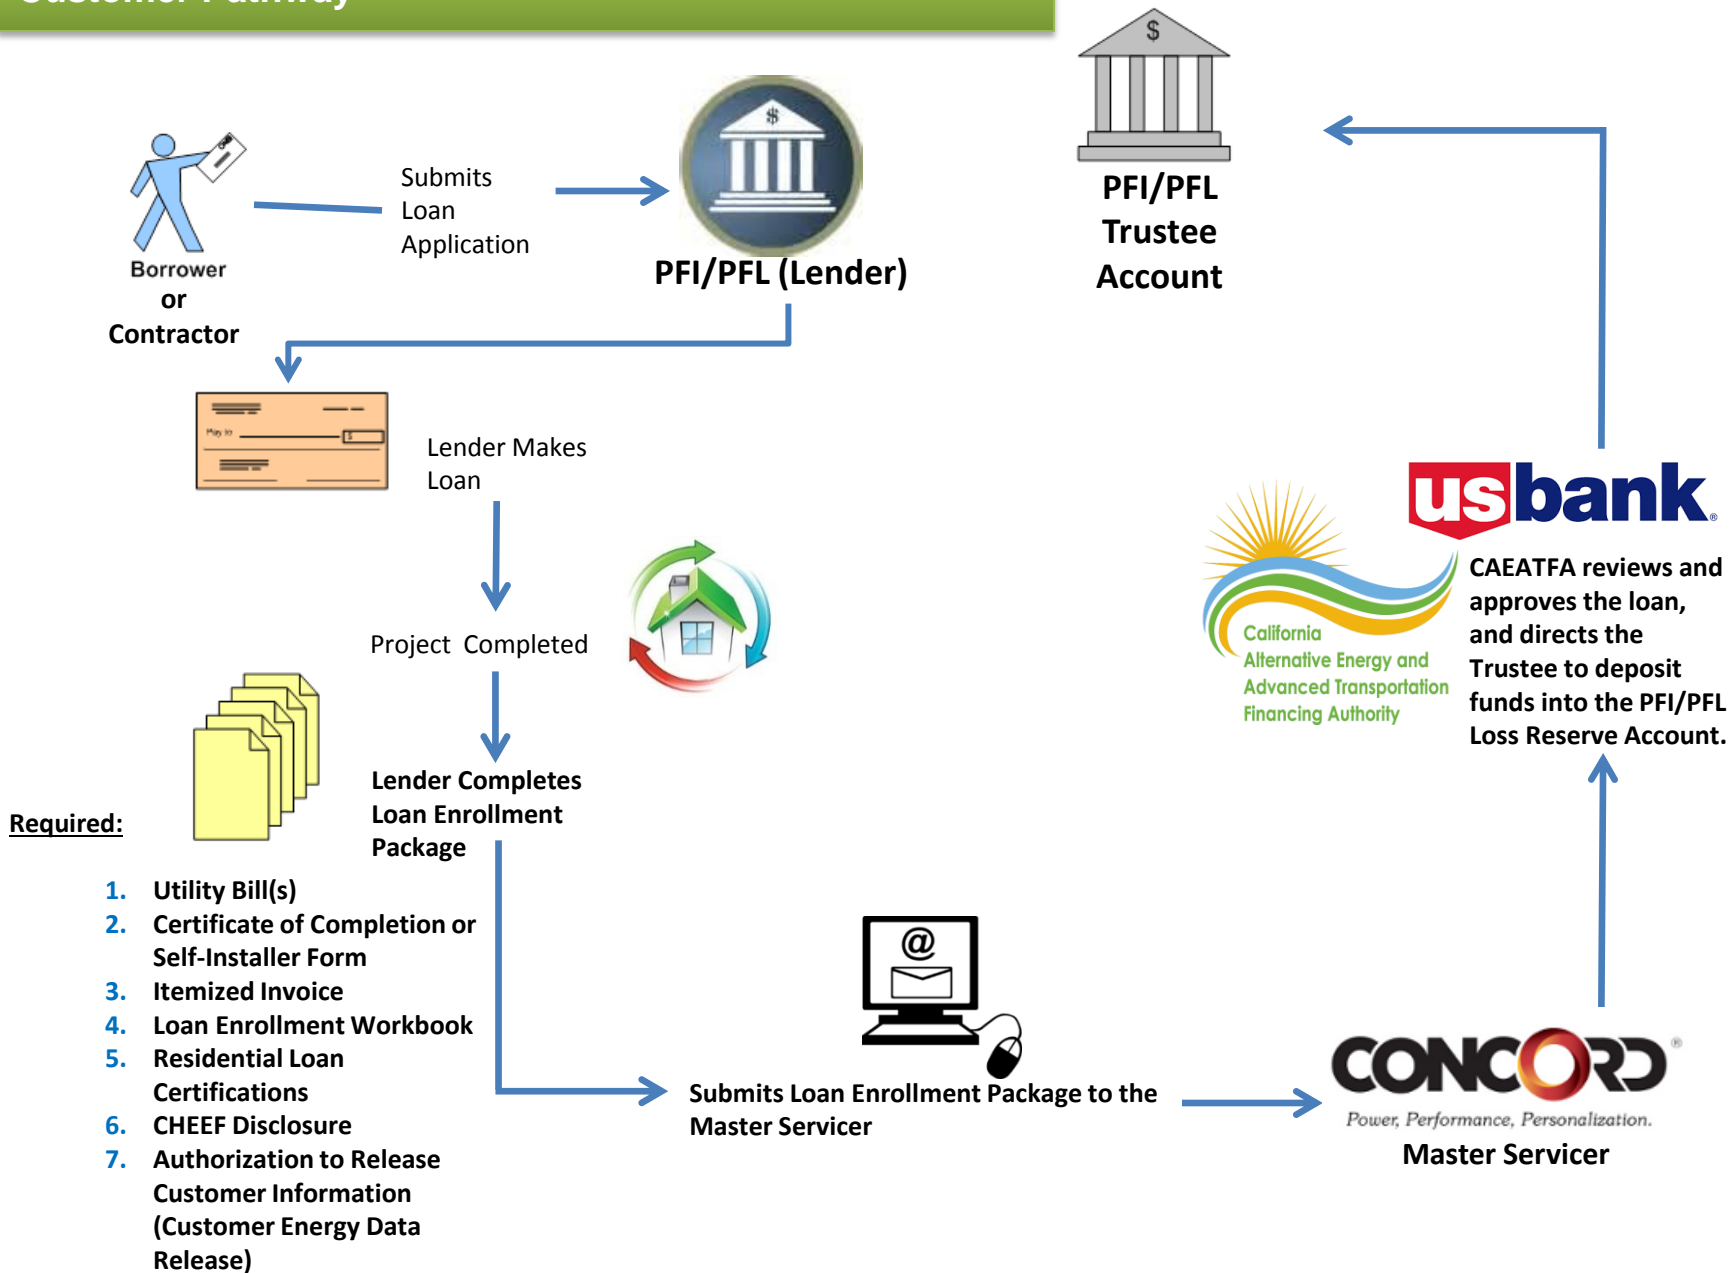 Customer Pathway
$
$
Submits
Loan
Application
Borrower
or
Contractor
PFI/PFL (Lender)
PFI/PFL
Trustee
Account
Pay to
$
Lender Makes
Loan
Project Completed
usbank®
CAEATFA reviews and
approves the loan,
and directs the
Trustee to deposit
funds into the PFI/PFL
Loss Reserve Account.
California
Alternative Energy and
Advanced Transportation
Financing Authority
Lender Completes
Loan Enrollment
Package
Required:
1. Utility Bill(s)
2. Certificate of Completion or
Self-Installer Form
3. Itemized Invoice
4. Loan Enrollment Workbook
5. Residential Loan
Certifications
6. CHEEF Disclosure
7. Authorization to Release
Customer Information
(Customer Energy Data
Release)
@
Submits Loan Enrollment Package to the
Master Servicer
CONCORD®
Power, Performance, Personalization.
Master Servicer